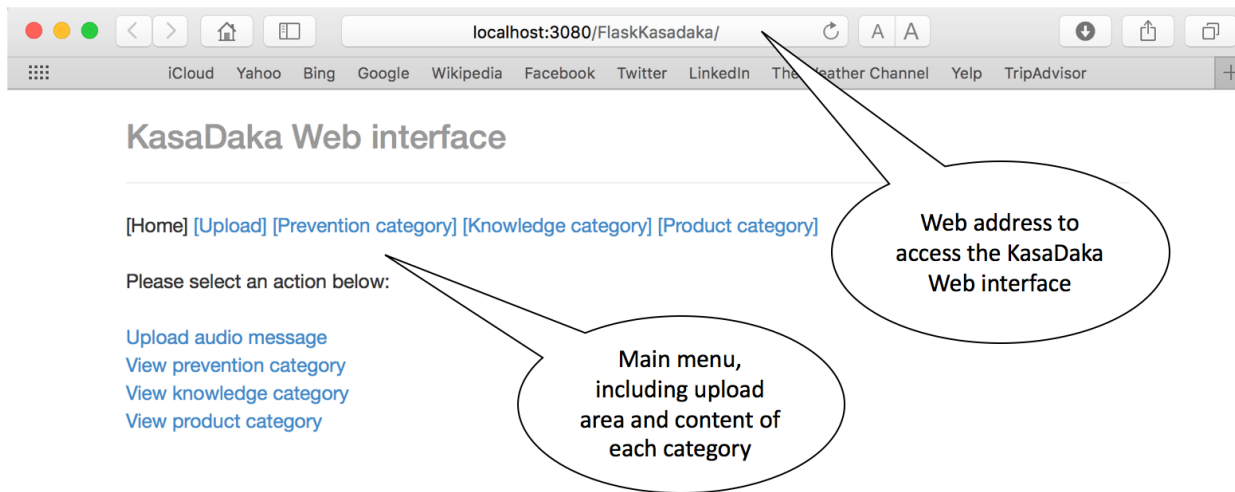 localhost:3080/FlaskKasadaka/
A A
iCloud Yahoo Bing Google Wikipedia Facebook Twitter LinkedIn The Weather Channel Yelp TripAdvisor
KasaDaka Web interface
[Home] [Upload] [Prevention category] [Knowledge category] [Product category]
Please select an action below:
Upload audio message
View prevention category
View knowledge category
View product category
Web address to
access the KasaDaka
Web interface
Main menu,
including upload
area and content of
each category